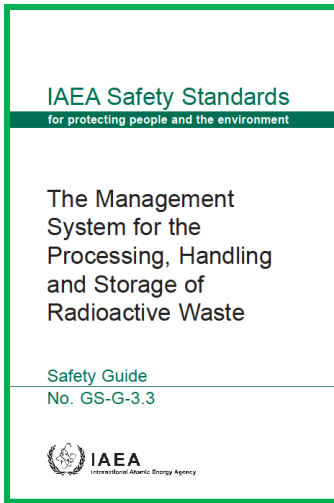 IAEA Safety Standards
for protecting people and the environment
The Management
System for the
Processing, Handling
and Storage of
Radioactive Waste
Safety Guide
No. GS-G-3.3
IAEA
International Atomic Energy Agency